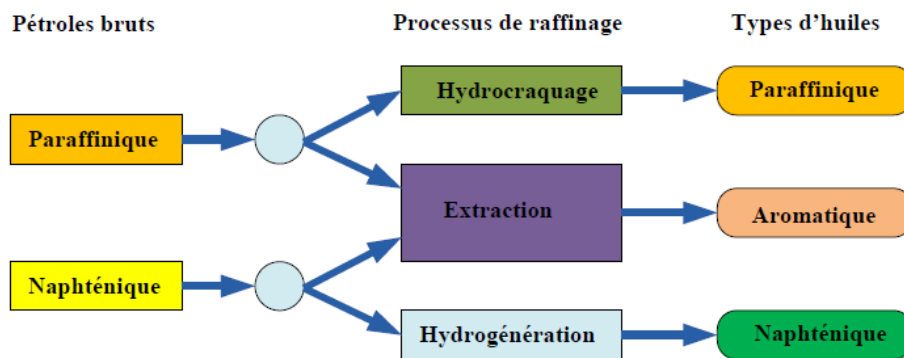 Pétroles bruts
Processus de raffinage
Types d'huiles
Hydrocraquage
Paraffinique
Paraffinique
Extraction
Aromatique
Naphténique
Hydrogénération
Naphténique